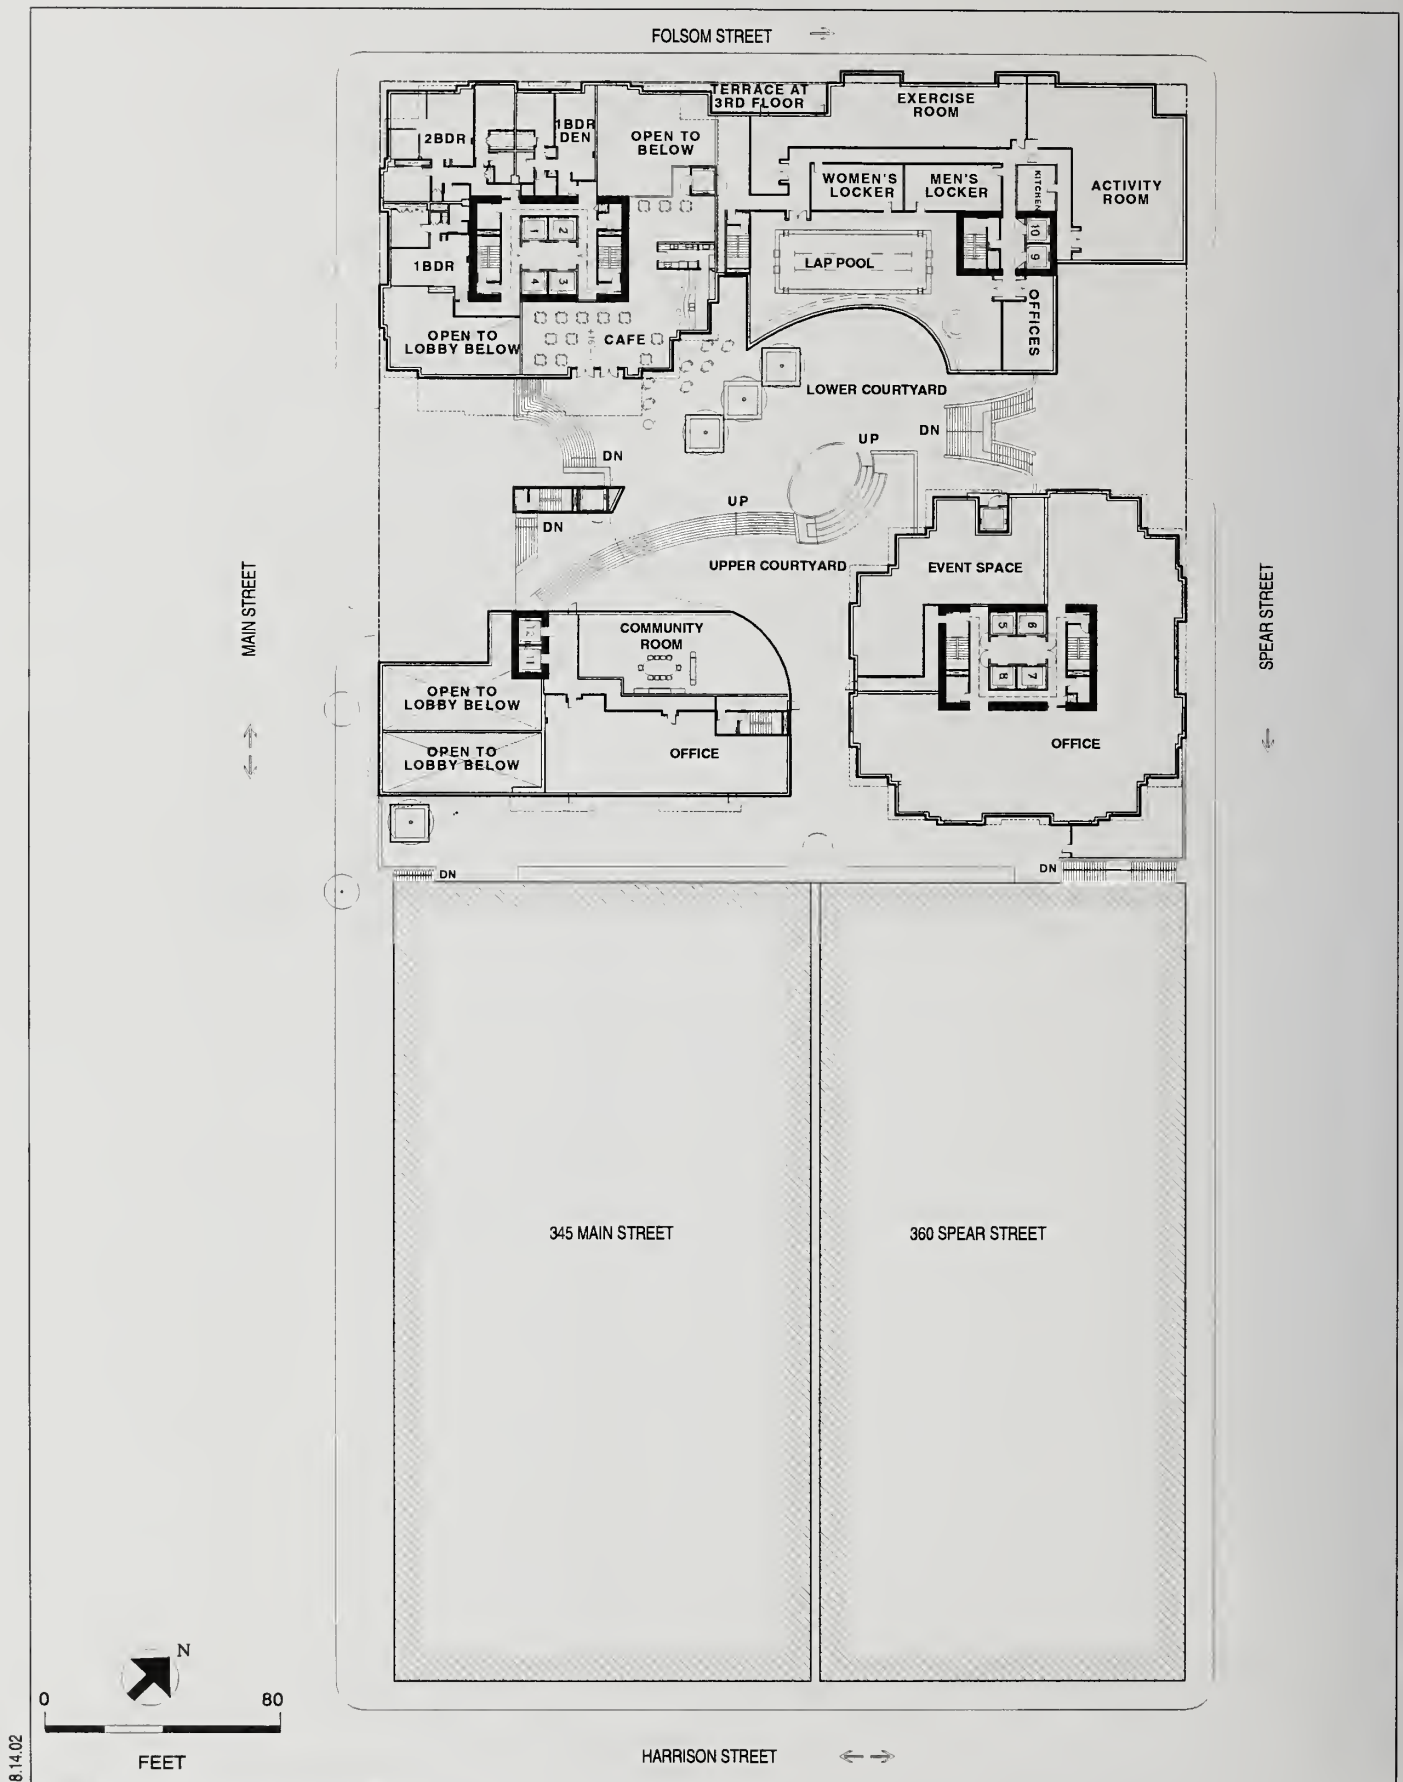 FOLSOM STREET
TERRACE AT
3RD FLOOR
EXERCISE
ROOM
2BDR
1BDR
DEN
OPEN TO
BELOW
WOMEN'S
LOCKER
MEN'S
LOCKER
KITCHEN
ACTIVITY
ROOM
1
2
10
9
1BDR
4
3
LAP POOL
OFFICES
OPEN TO
LOBBY BELOW
CAFE
LOWER COURTYARD
DN
UP
DN
UP
DN
UPPER COURTYARD
EVENT SPACE
MAIN STREET
SPEAR STREET
12
11
COMMUNITY
ROOM
5
6
8
7
OPEN TO
LOBBY BELOW
OPEN TO
LOBBY BELOW
OFFICE
OFFICE
DN
DN
345 MAIN STREET
360 SPEAR STREET
N
0
80
FEET
HARRISON STREET
8.14.02